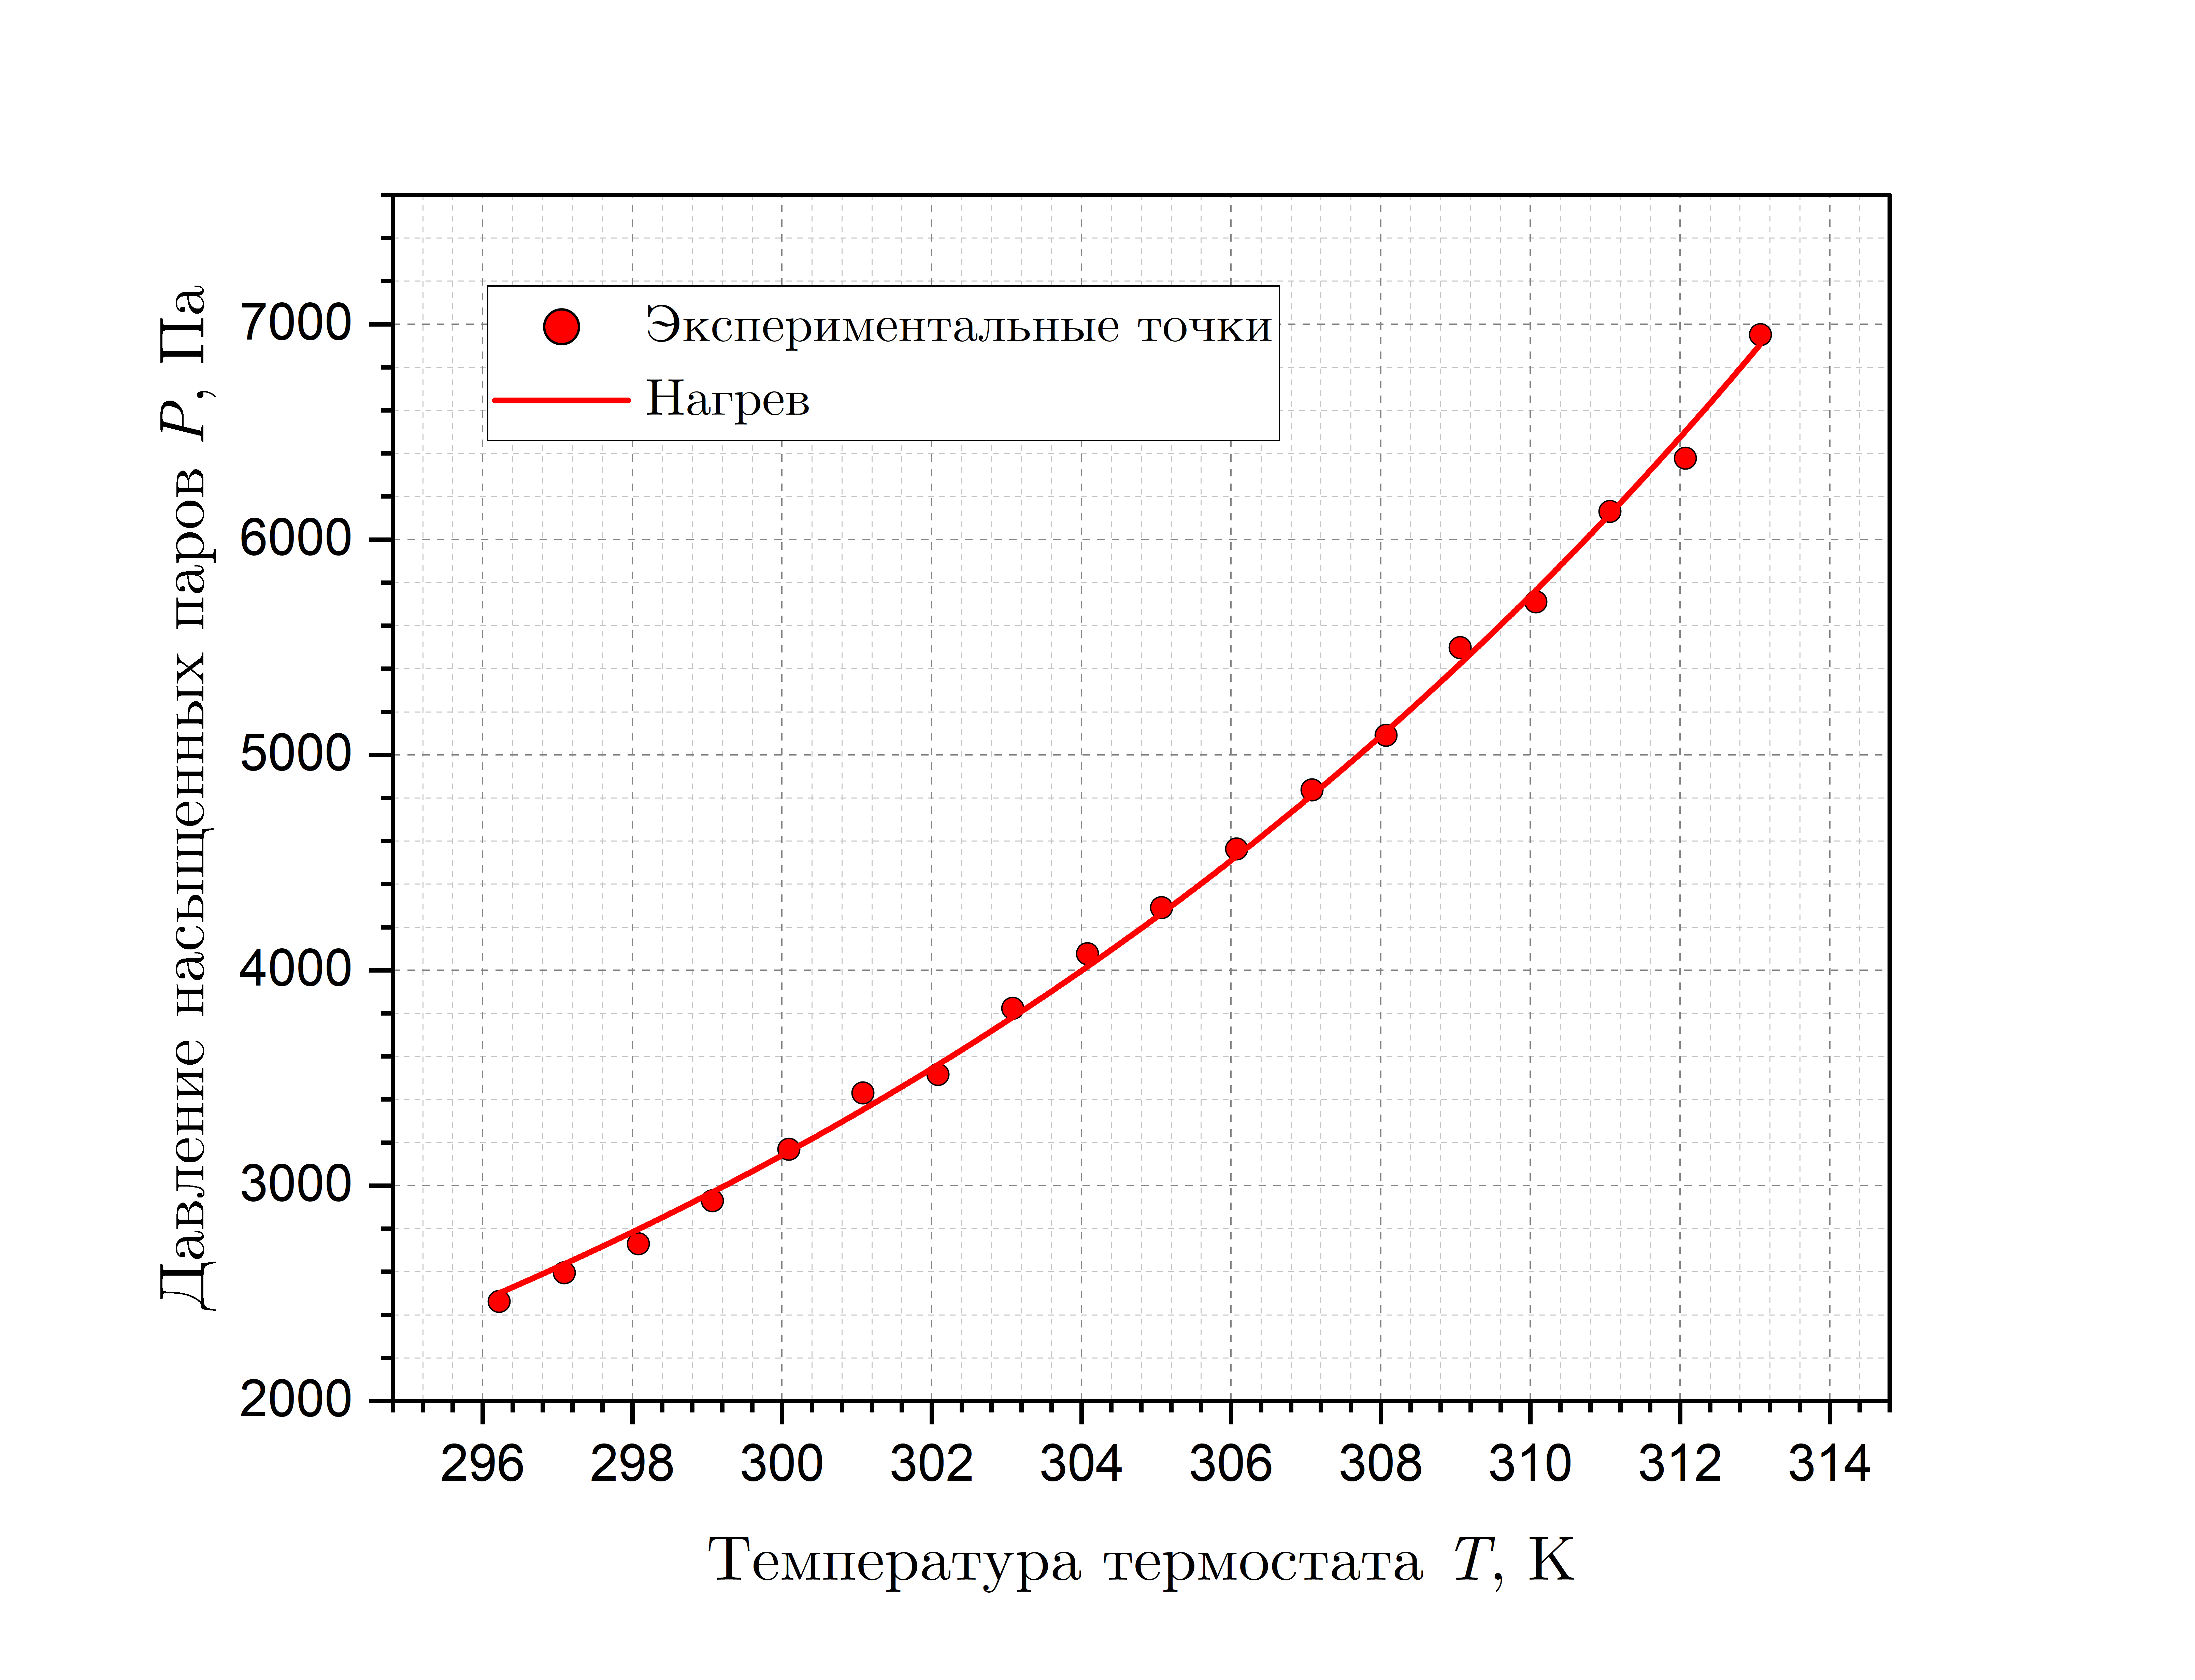 Давление насыщенных паров P, Па
7000
6000
5000
4000
3000
2000
Экспериментальные точки
Нагрев
296 298 300 302 304 306 308 310 312 314
Температура термостата T, К